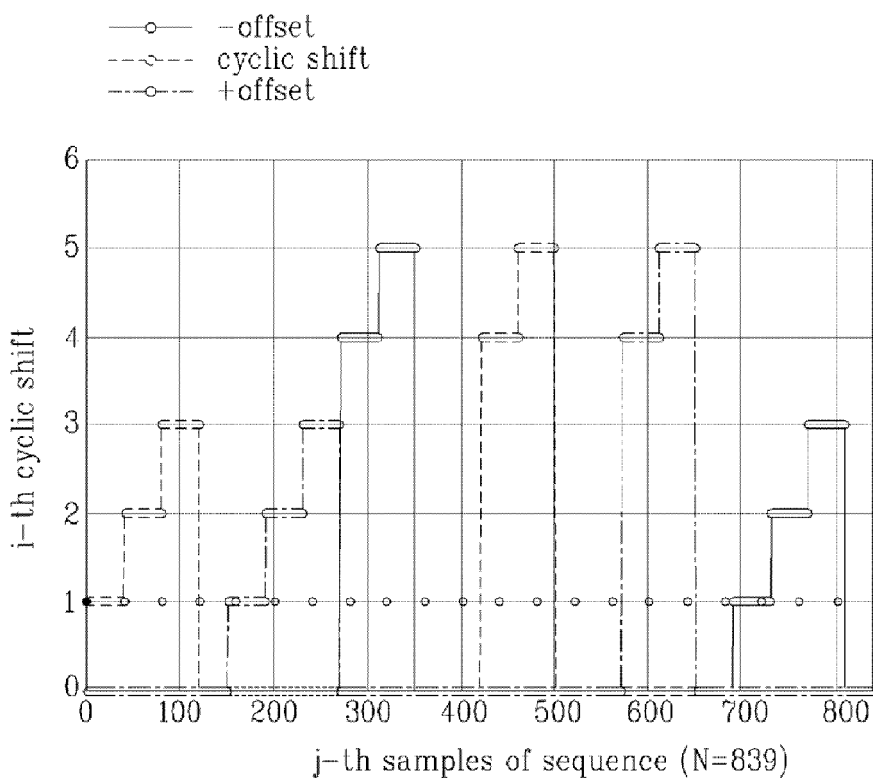 −offset
cyclic shift
+offset
6
5
4
3
2
1
0
i−th cyclic shift
0 100 200 300 400 500 600 700 800
j−th samples of sequence (N=839)